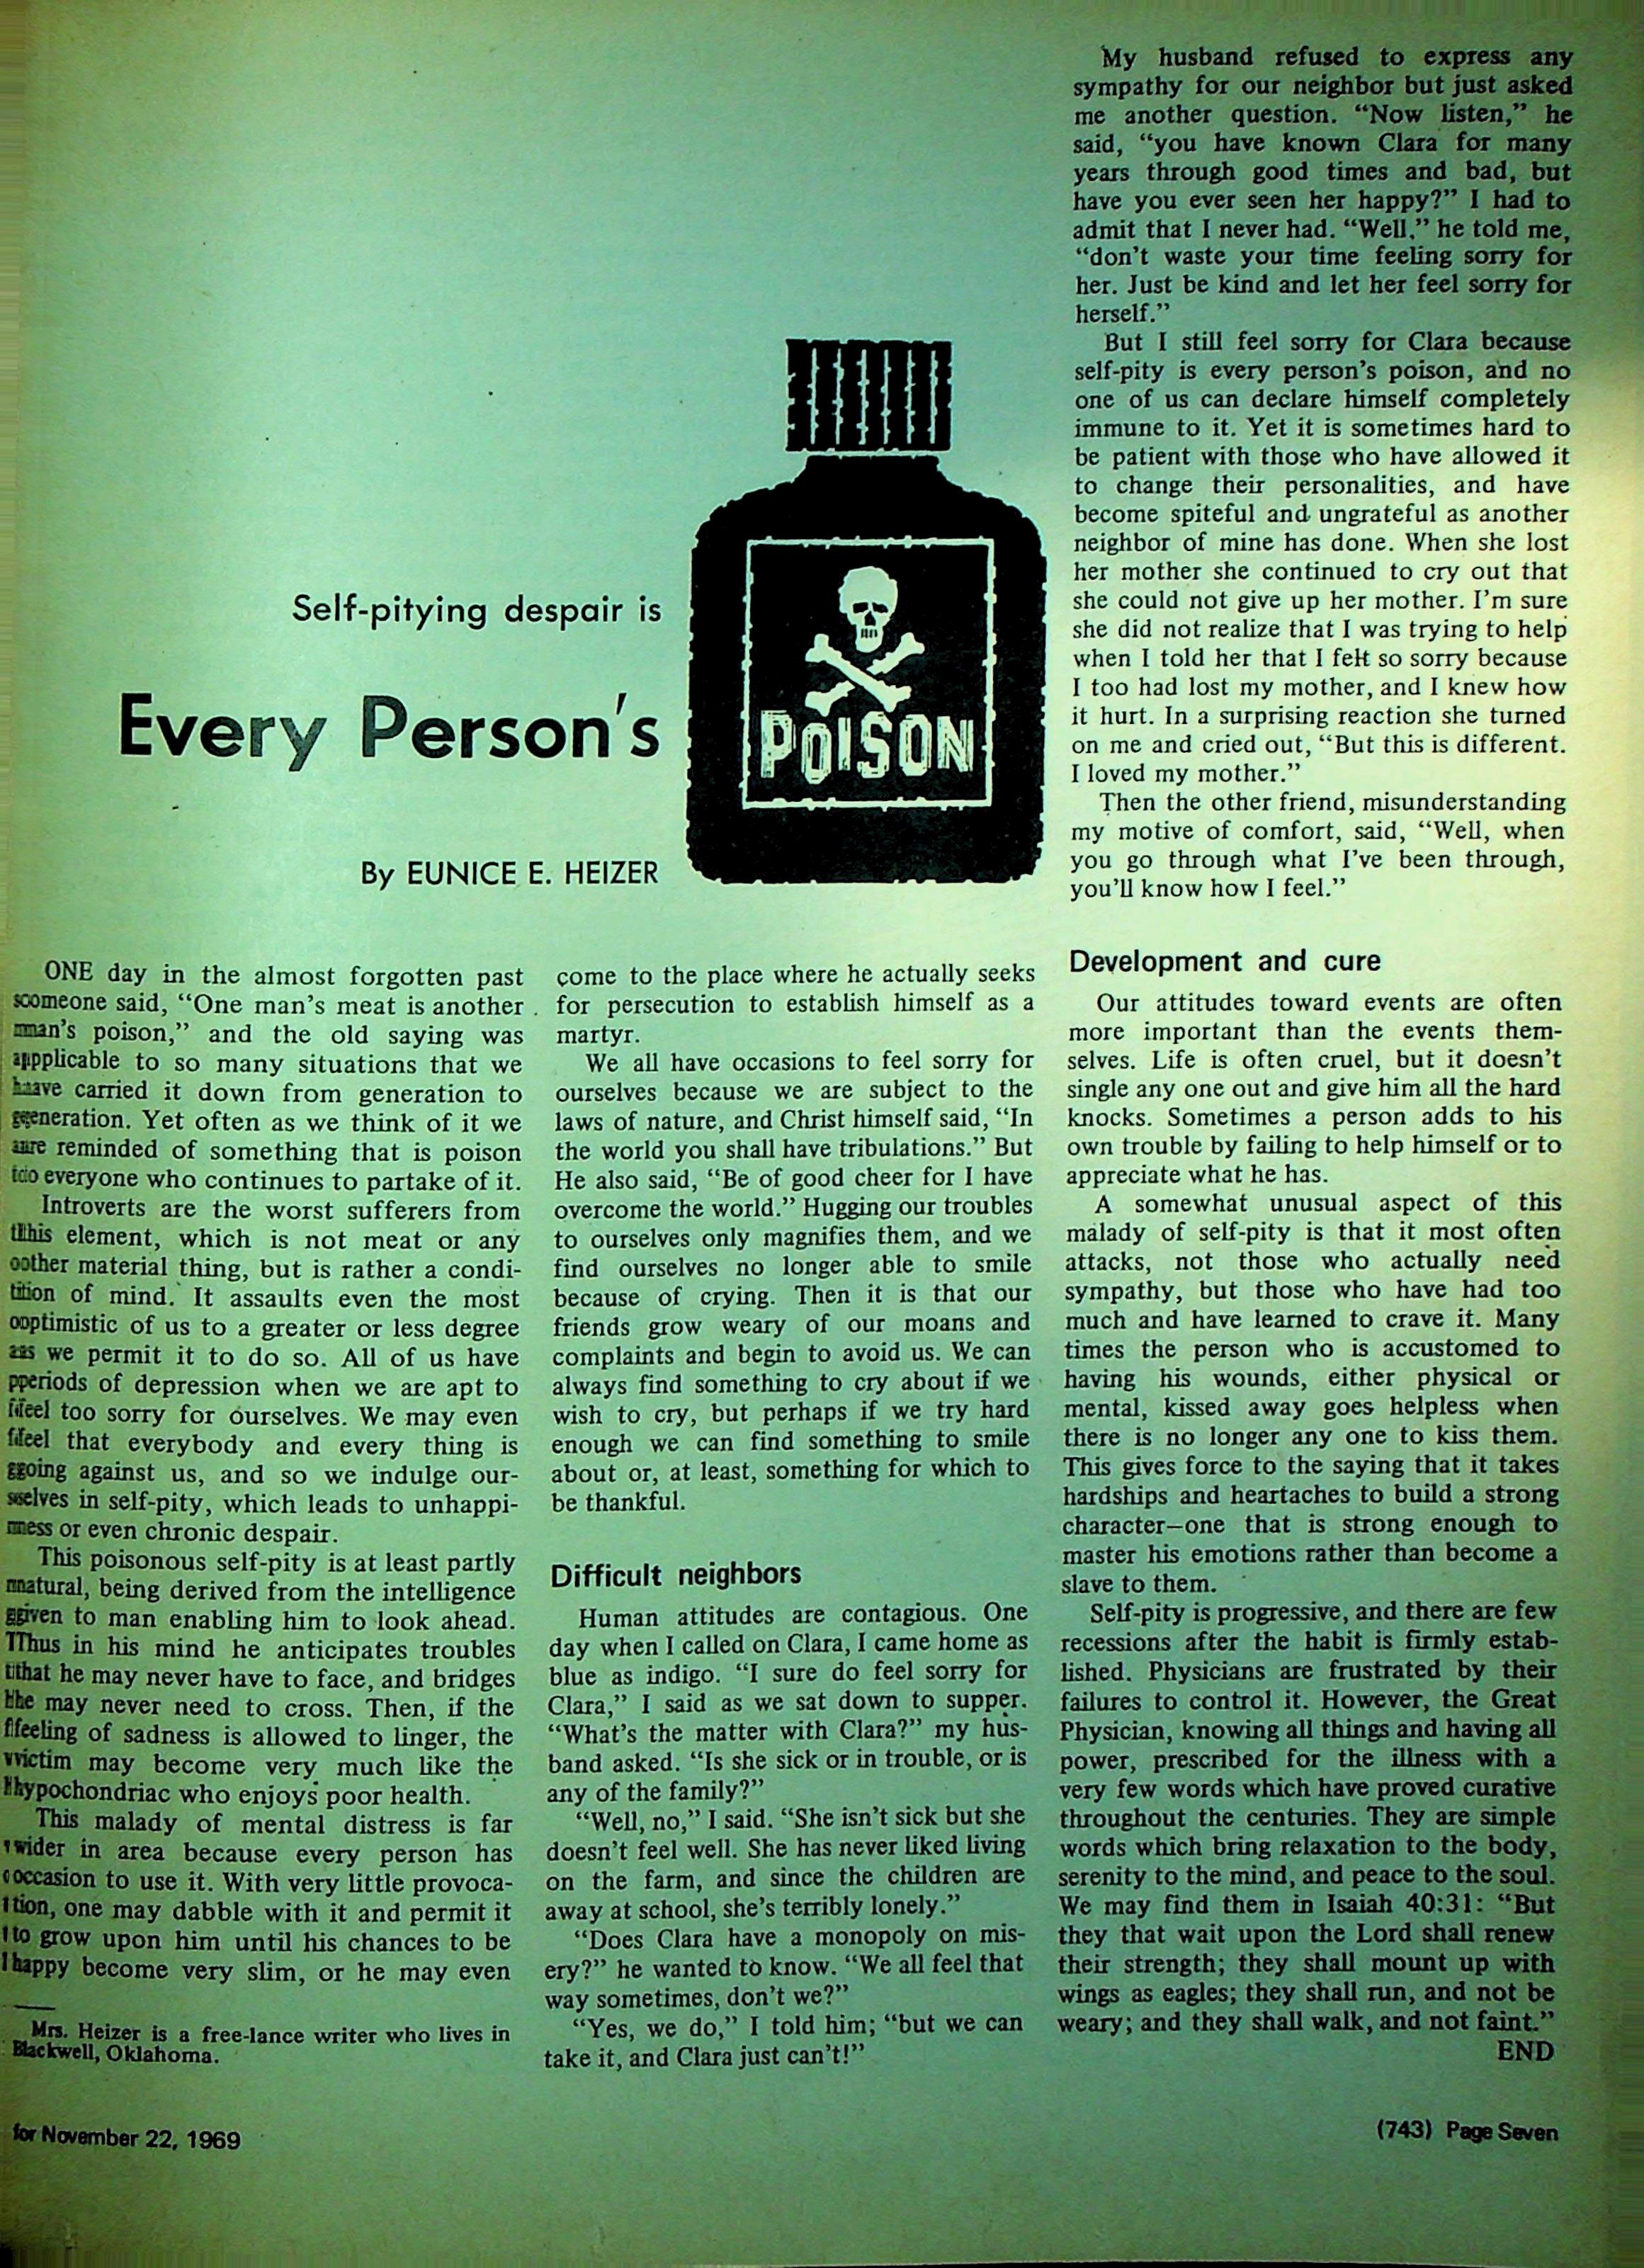 Self-pitying despair is
Every Person's
POISON
By EUNICE E. HEIZER
ONE day in the almost forgotten past
someone said, “One man's meat is another
man's poison,” and the old saying was
applicable to so many situations that we
have carried it down from generation to
generation. Yet often as we think of it we
are reminded of something that is poison
to everyone who continues to partake of it.
Introverts are the worst sufferers from
this element, which is not meat or any
other material thing, but is rather a condi-
tion of mind. It assaults even the most
optimistic of us to a greater or less degree
as we permit it to do so. All of us have
periods of depression when we are apt to
feel too sorry for ourselves. We may even
feel that everybody and every thing is
going against us, and so we indulge our-
selves in self-pity, which leads to unhappi-
ness or even chronic despair.
This poisonous self-pity is at least partly
natural, being derived from the intelligence
given to man enabling him to look ahead.
Thus in his mind he anticipates troubles
that he may never have to face, and bridges
he may never need to cross. Then, if the
feeling of sadness is allowed to linger, the
victim may become very much like the
hypochondriac who enjoys poor health.
This malady of mental distress is far
wider in area because every person has
occasion to use it. With very little provoca-
tion, one may dabble with it and permit it
to grow upon him until his chances to be
happy become very slim, or he may even
Mrs. Heizer is a free-lance writer who lives in
Blackwell, Oklahoma.
come to the place where he actually seeks
for persecution to establish himself as a
martyr.
We all have occasions to feel sorry for
ourselves because we are subject to the
laws of nature, and Christ himself said, “In
the world you shall have tribulations.” But
He also said, “Be of good cheer for I have
overcome the world.” Hugging our troubles
to ourselves only magnifies them, and we
find ourselves no longer able to smile
because of crying. Then it is that our
friends grow weary of our moans and
complaints and begin to avoid us. We can
always find something to cry about if we
wish to cry, but perhaps if we try hard
enough we can find something to smile
about or, at least, something for which to
be thankful.
Difficult neighbors
Human attitudes are contagious. One
day when I called on Clara, I came home as
blue as indigo. “I sure do feel sorry for
Clara,” I said as we sat down to supper.
“What's the matter with Clara?” my hus-
band asked. “Is she sick or in trouble, or is
any of the family?”
“Well, no,” I said. “She isn't sick but she
doesn't feel well. She has never liked living
on the farm, and since the children are
away at school, she's terribly lonely.”
“Does Clara have a monopoly on mis-
ery?” he wanted to know. “We all feel that
way sometimes, don't we?”
“Yes, we do,” I told him; “but we can
take it, and Clara just can't!”
My husband refused to express any
sympathy for our neighbor but just asked
me another question. “Now listen,” he
said, “you have known Clara for many
years through good times and bad, but
have you ever seen her happy?” I had to
admit that I never had. “Well,” he told me,
“don't waste your time feeling sorry for
her. Just be kind and let her feel sorry for
herself.”
But I still feel sorry for Clara because
self-pity is every person's poison, and no
one of us can declare himself completely
immune to it. Yet it is sometimes hard to
be patient with those who have allowed it
to change their personalities, and have
become spiteful and ungrateful as another
neighbor of mine has done. When she lost
her mother she continued to cry out that
she could not give up her mother. I'm sure
she did not realize that I was trying to help
when I told her that I felt so sorry because
I too had lost my mother, and I knew how
it hurt. In a surprising reaction she turned
on me and cried out, “But this is different.
I loved my mother.”
Then the other friend, misunderstanding
my motive of comfort, said, “Well, when
you go through what I've been through,
you'll know how I feel.”
Development and cure
Our attitudes toward events are often
more important than the events them-
selves. Life is often cruel, but it doesn't
single any one out and give him all the hard
knocks. Sometimes a person adds to his
own trouble by failing to help himself or to
appreciate what he has.
A somewhat unusual aspect of this
malady of self-pity is that it most often
attacks, not those who actually need
sympathy, but those who have had too
much and have learned to crave it. Many
times the person who is accustomed to
having his wounds, either physical or
mental, kissed away goes helpless when
there is no longer any one to kiss them.
This gives force to the saying that it takes
hardships and heartaches to build a strong
character—one that is strong enough to
master his emotions rather than become a
slave to them.
Self-pity is progressive, and there are few
recessions after the habit is firmly estab-
lished. Physicians are frustrated by their
failures to control it. However, the Great
Physician, knowing all things and having all
power, prescribed for the illness with a
very few words which have proved curative
throughout the centuries. They are simple
words which bring relaxation to the body,
serenity to the mind, and peace to the soul.
We may find them in Isaiah 40:31: “But
they that wait upon the Lord shall renew
their strength; they shall mount up with
wings as eagles; they shall run, and not be
weary; and they shall walk, and not faint.”
END
for November 22, 1969
(743) Page Seven